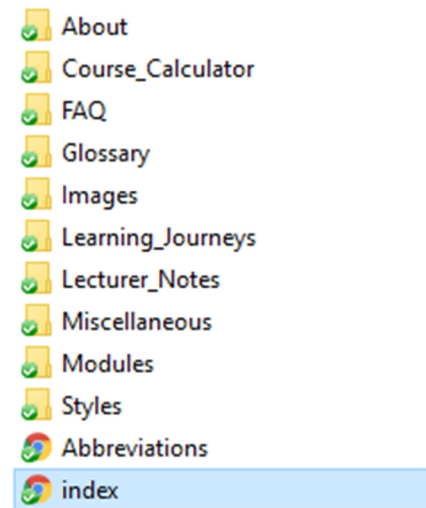 About
Course_Calculator
FAQ
Glossary
Images
Learning_Journeys
Lecturer_Notes
Miscellaneous
Modules
Styles
Abbreviations
index